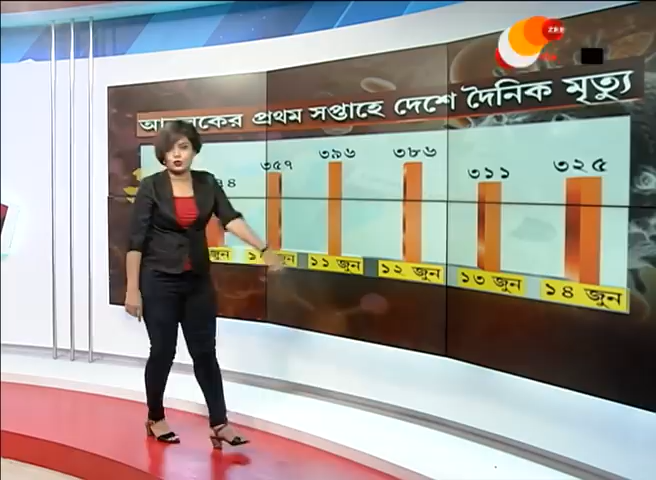 প্রথম সপ্তাহে দেশে দৈনিক মৃত্যু
৩৫৭ ৩৯৬ ৩৮৬ ৩১১ ৩২৫
জুন ১১ জুন ১২ জুন ১৩ জুন ১৪ জুন